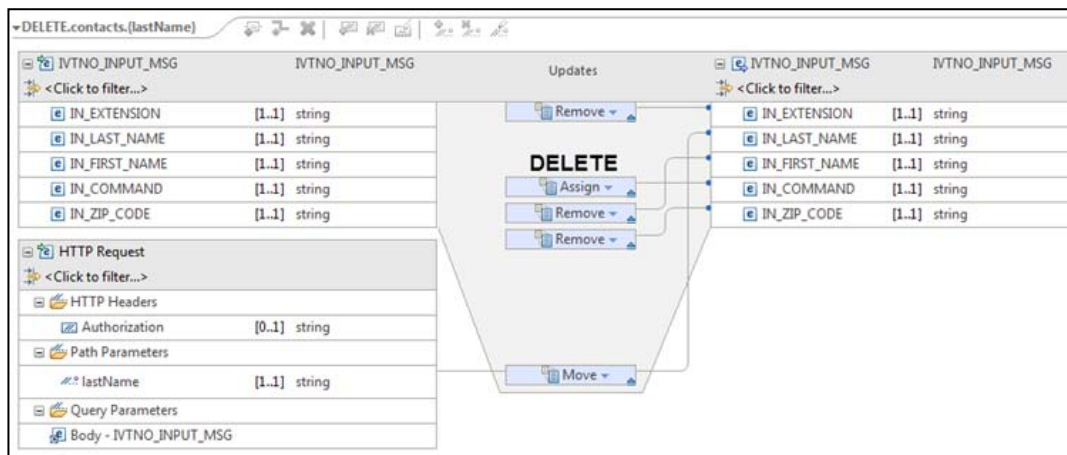 DELETE.contacts.{lastName}
IVTNO_INPUT_MSG IVTNO_INPUT_MSG
<Click to filter...>
IN_EXTENSION [1..1] string
IN_LAST_NAME [1..1] string
IN_FIRST_NAME [1..1] string
IN_COMMAND [1..1] string
IN_ZIP_CODE [1..1] string
HTTP Request
<Click to filter...>
HTTP Headers
Authorization [0..1] string
Path Parameters
lastName [1..1] string
Query Parameters
Body - IVTNO_INPUT_MSG
Updates
Remove
DELETE
Assign
Remove
Remove
Move
IVTNO_INPUT_MSG IVTNO_INPUT_MSG
<Click to filter...>
IN_EXTENSION [1..1] string
IN_LAST_NAME [1..1] string
IN_FIRST_NAME [1..1] string
IN_COMMAND [1..1] string
IN_ZIP_CODE [1..1] string